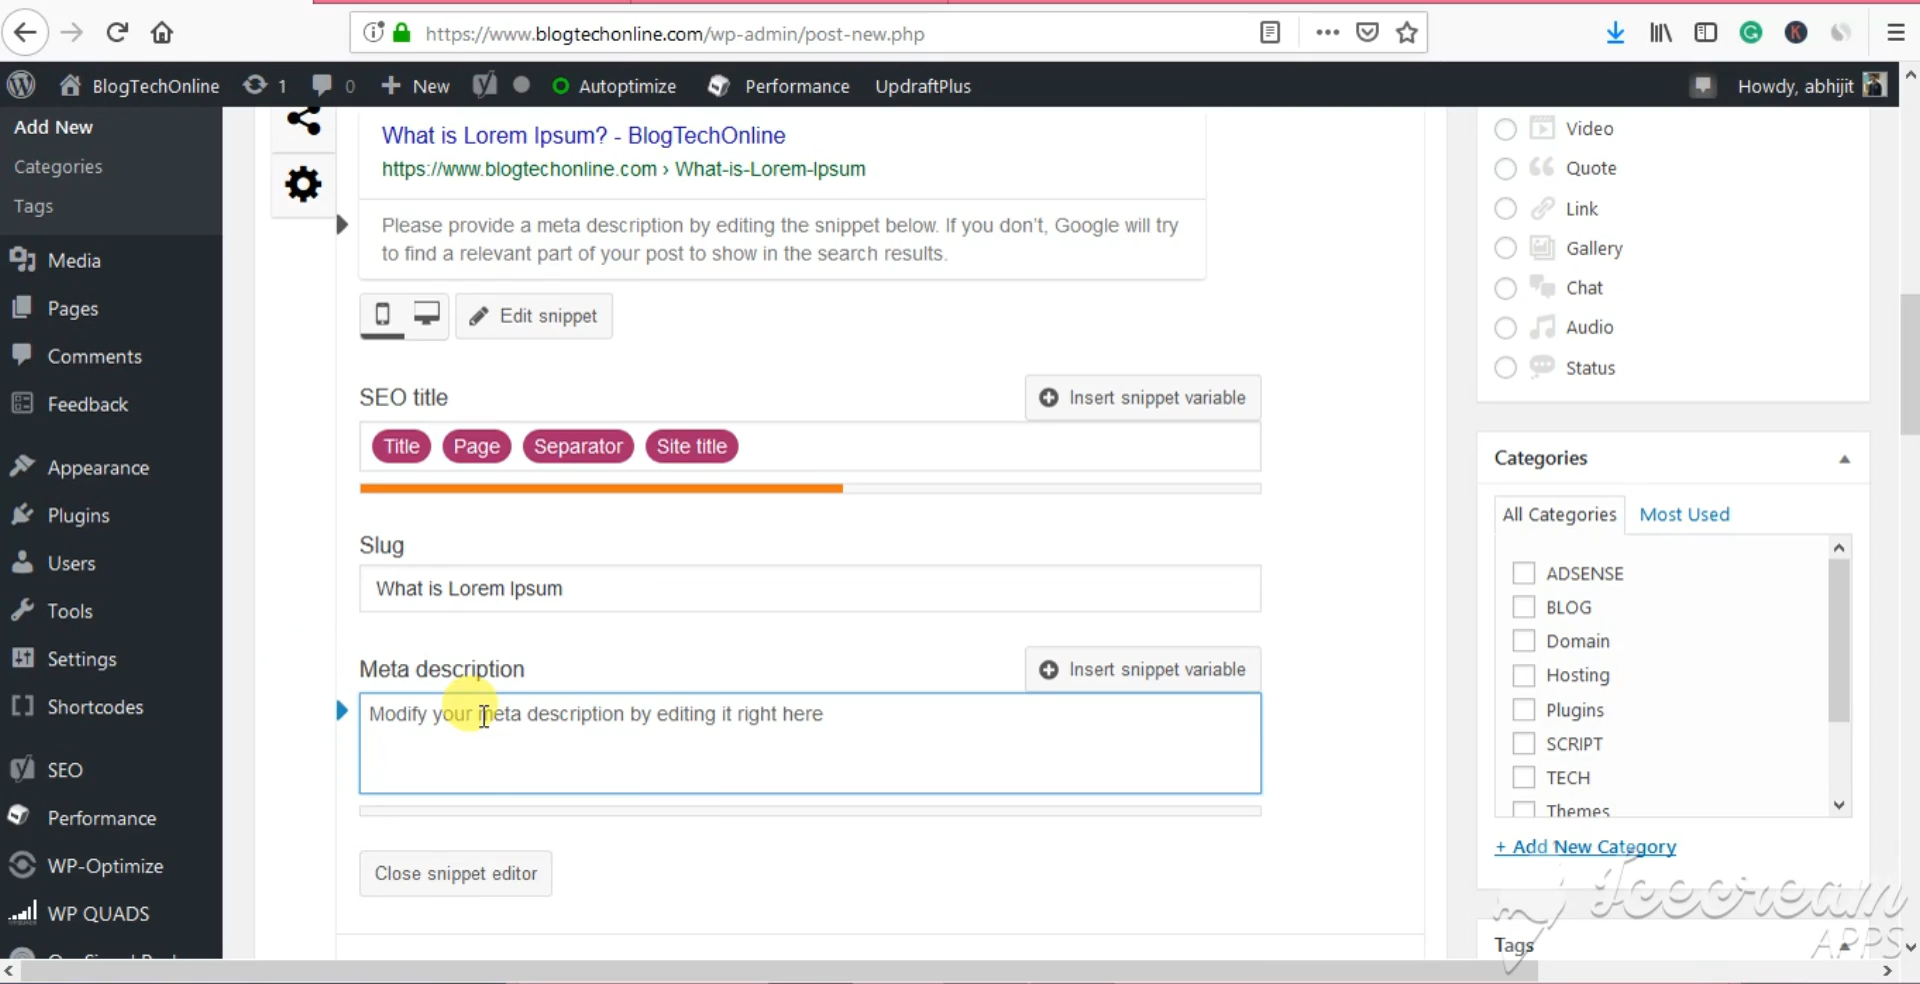 https://www.blogtechonline.com/wp-admin/post-new.php
BlogTechOnline 1 0 New Autoptimize Performance UpdraftPlus Howdy, abhijit
Add New
Categories
Tags
Media
Pages
Comments
Feedback
Appearance
Plugins
Users
Tools
Settings
Shortcodes
SEO
Performance
WP-Optimize
WP QUADS
What is Lorem Ipsum? - BlogTechOnline
https://www.blogtechonline.com › What-is-Lorem-Ipsum
Please provide a meta description by editing the snippet below. If you don't, Google will try
to find a relevant part of your post to show in the search results.
Edit snippet
SEO title
Insert snippet variable
Title Page Separator Site title
Slug
What is Lorem Ipsum
Meta description
Insert snippet variable
Modify your meta description by editing it right here
Close snippet editor
Video
Quote
Link
Gallery
Chat
Audio
Status
Categories
All Categories Most Used
ADSENSE
BLOG
Domain
Hosting
Plugins
SCRIPT
TECH
Themes
+ Add New Category
Tags
Icecream
APPS